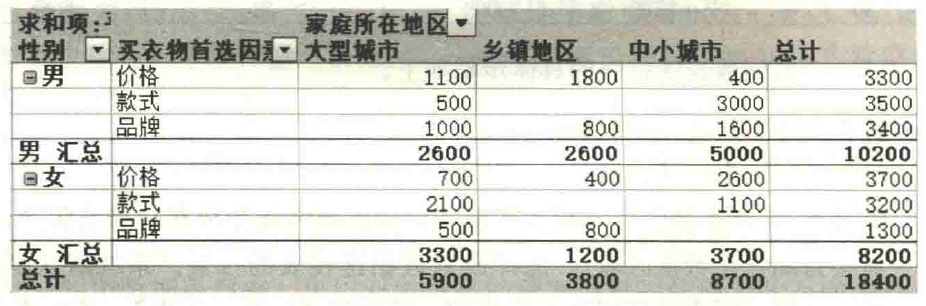 求和项: 家庭所在地区
性别 买衣物首选因素 大型城市 乡镇地区 中小城市 总计
男 价格 1100 1800 400 3300
款式 500 3000 3500
品牌 1000 800 1600 3400
男 汇总 2600 2600 5000 10200
女 价格 700 400 2600 3700
款式 2100 1100 3200
品牌 500 800 1300
女 汇总 3300 1200 3700 8200
总计 5900 3800 8700 18400